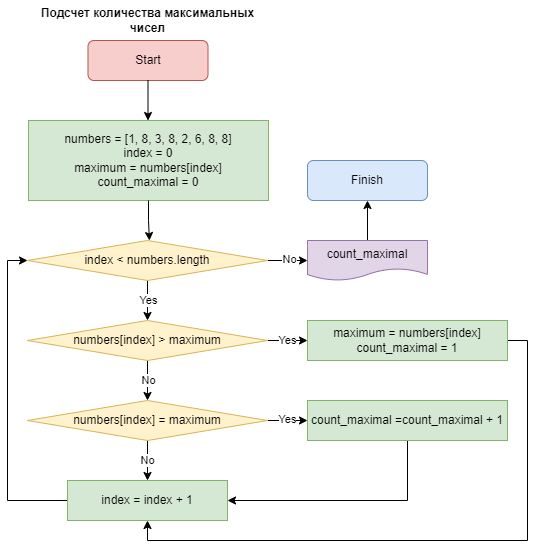 Подсчет количества максимальных
чисел
Start
numbers = [1, 8, 3, 8, 2, 6, 8, 8]
index = 0
maximum = numbers[index]
count_maximal = 0
Finish
index < numbers.length
No
count_maximal
Yes
numbers[index] > maximum
Yes
maximum = numbers[index]
count_maximal = 1
No
numbers[index] = maximum
Yes
count_maximal =count_maximal + 1
No
index = index + 1